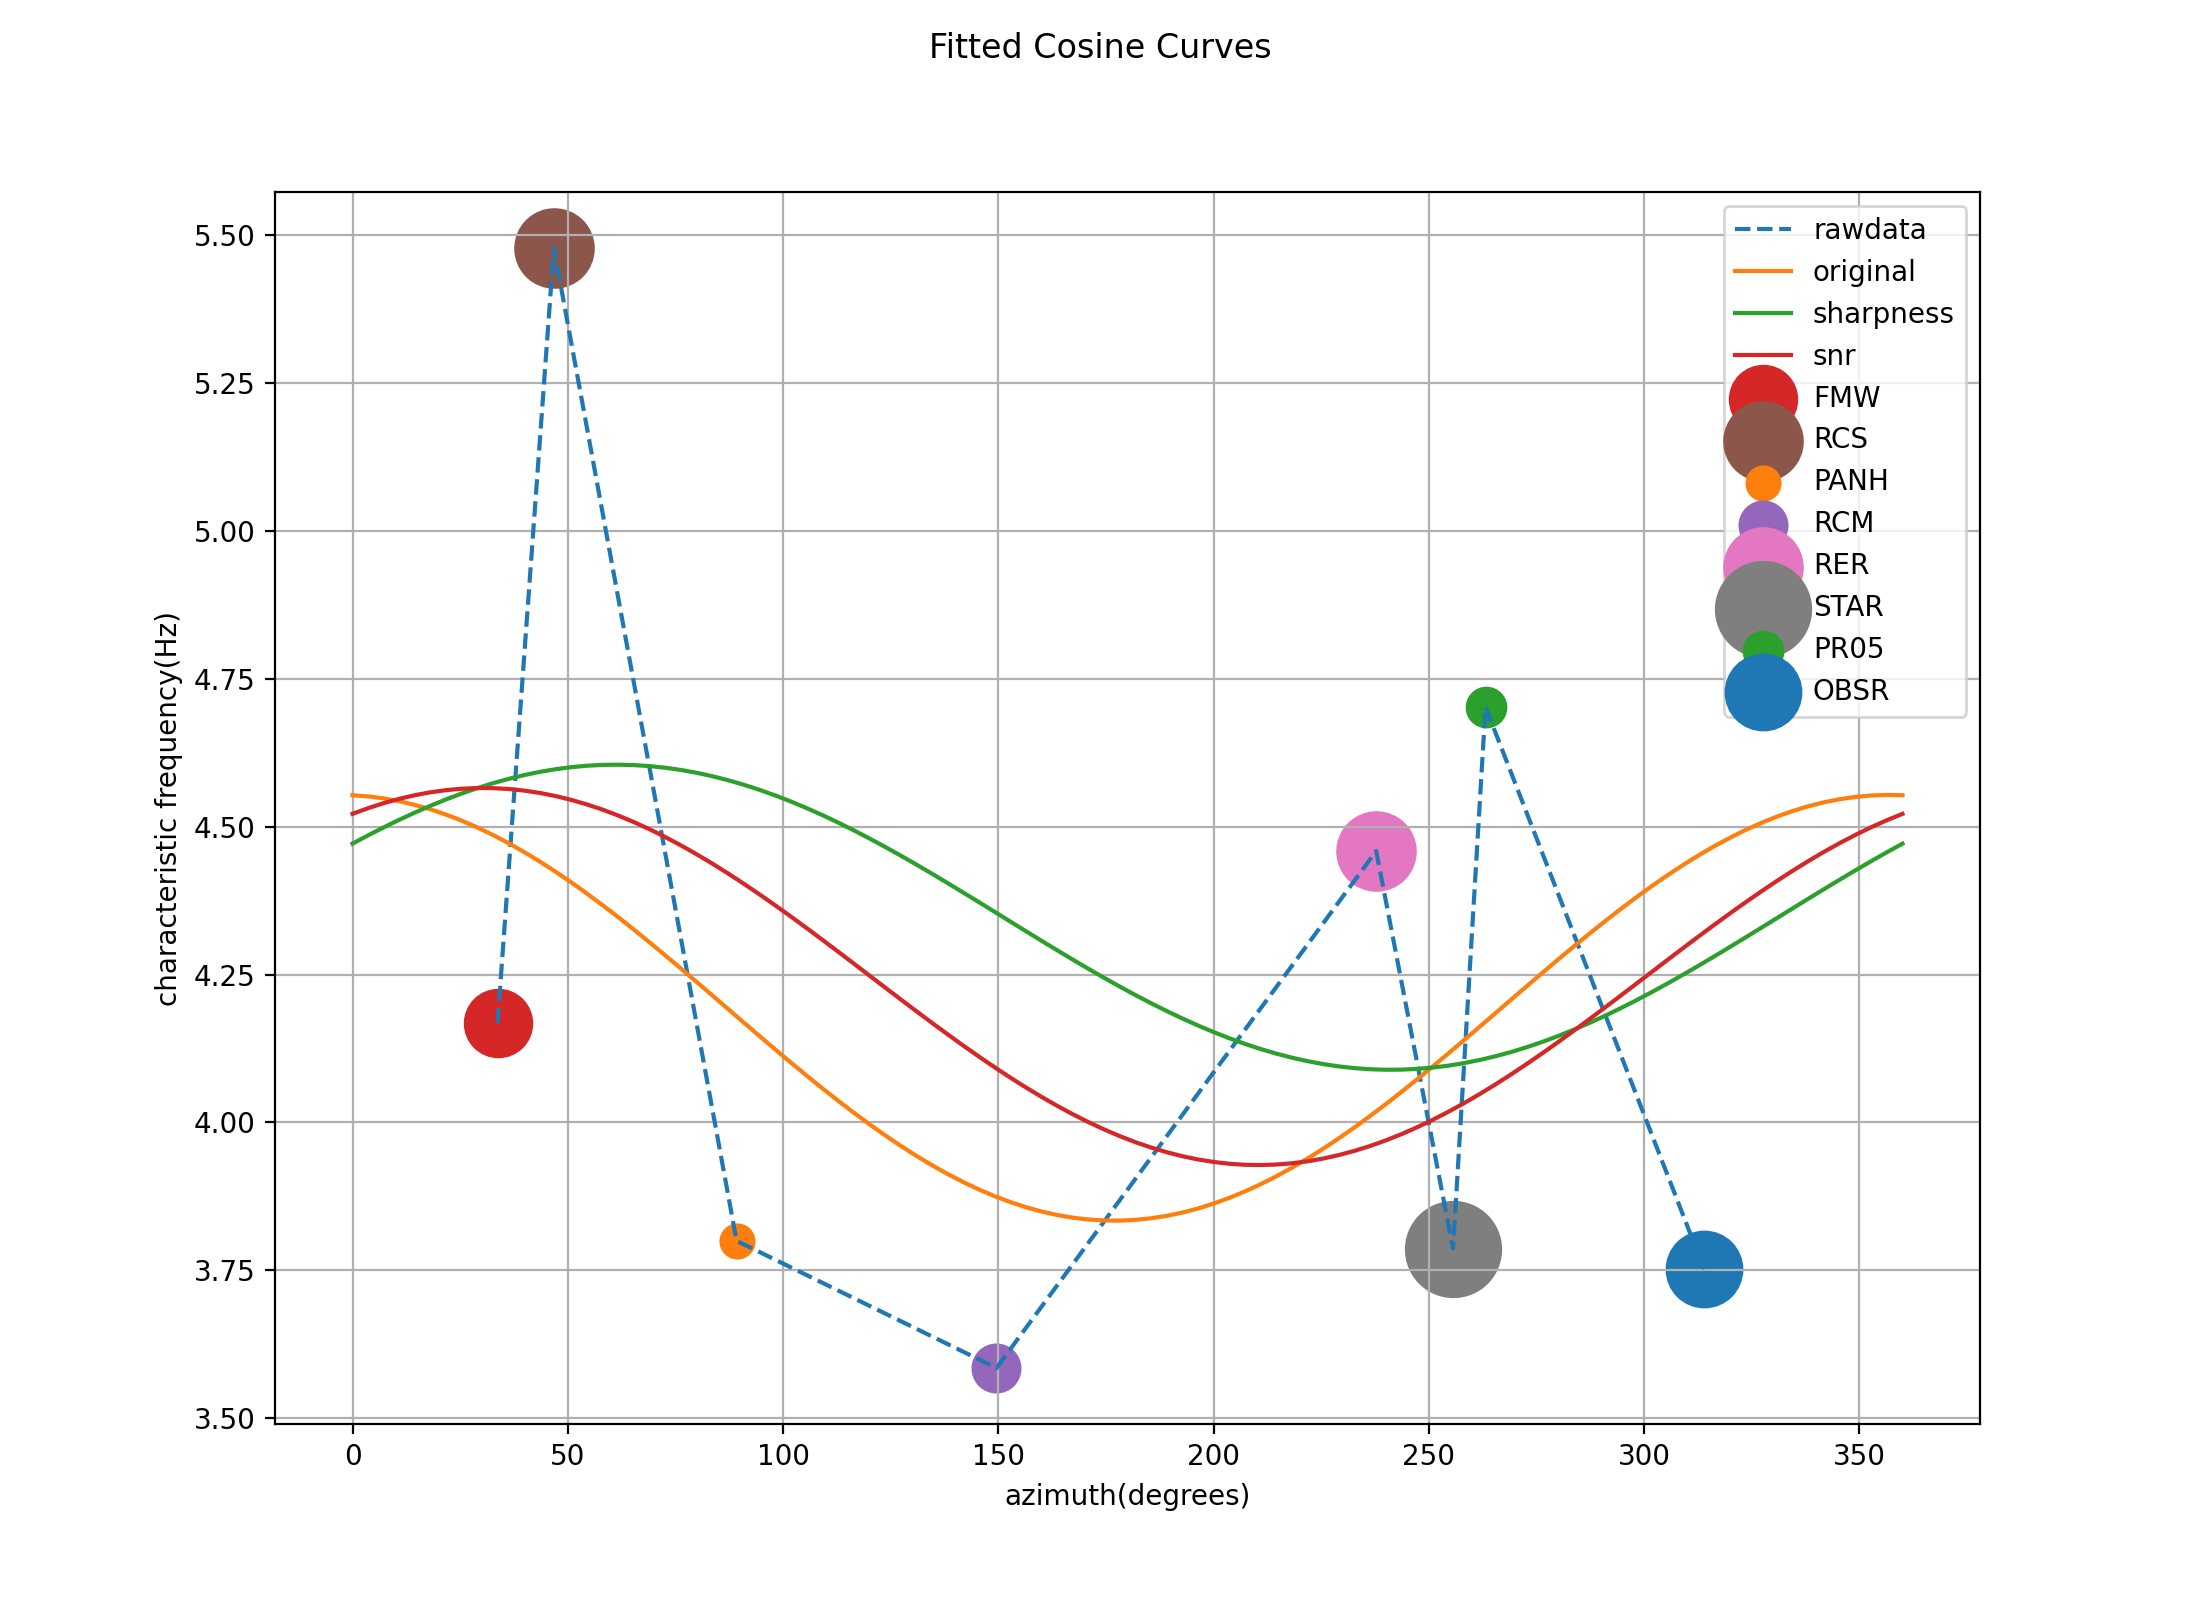 Fitted Cosine Curves
rawdata
original
sharpness
snr
FMW
RCS
PANH
RCM
RER
STAR
PR05
OBSR
5.50
5.25
5.00
4.75
4.50
4.25
4.00
3.75
3.50
characteristic frequency(Hz)
0 50 100 150 200 250 300 350
azimuth(degrees)